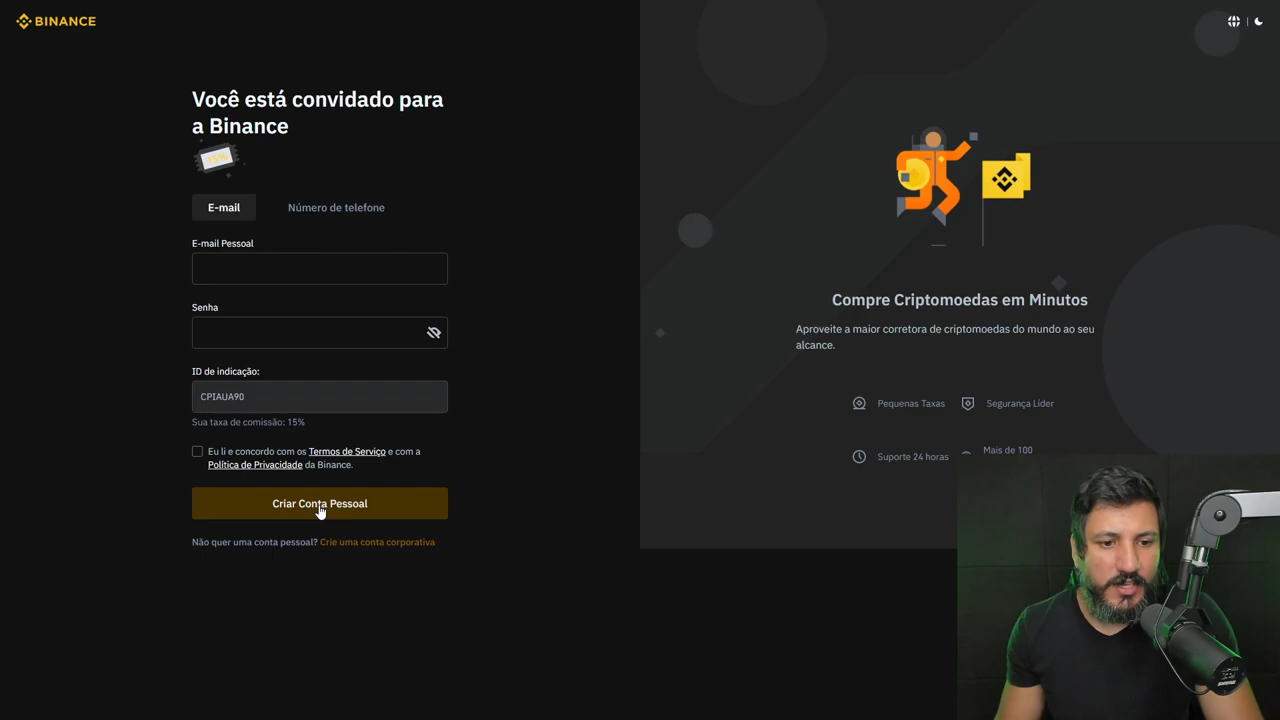 BINANCE
Você está convidado para
a Binance
15%
E-mail
Número de telefone
E-mail Pessoal
Senha
ID de indicação:
CPIAUA90
Sua taxa de comissão: 15%
Eu li e concordo com os Termos de Serviço e com a
Política de Privacidade da Binance.
Criar Conta Pessoal
Não quer uma conta pessoal? Crie uma conta corporativa
Compre Criptomoedas em Minutos
Aproveite a maior corretora de criptomoedas do mundo ao seu
alcance.
Pequenas Taxas
Segurança Líder
Suporte 24 horas
Mais de 100